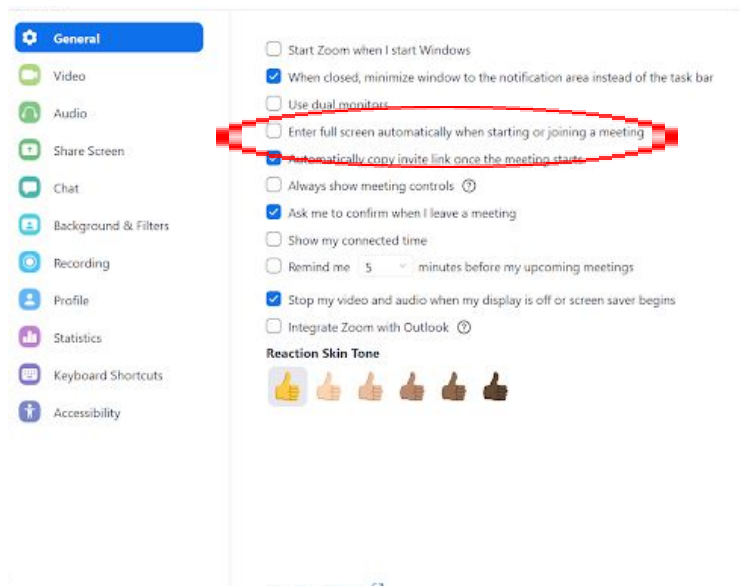 General
Video
Audio
Share Screen
Chat
Background & Filters
Recording
Profile
Statistics
Keyboard Shortcuts
Accessibility
Start Zoom when I start Windows
When closed, minimize window to the notification area instead of the task bar
Use dual monitors
Enter full screen automatically when starting or joining a meeting
Automatically copy invite link once the meeting starts
Always show meeting controls ?
Ask me to confirm when I leave a meeting
Show my connected time
Remind me 5 minutes before my upcoming meetings
Stop my video and audio when my display is off or screen saver begins
Integrate Zoom with Outlook ?
Reaction Skin Tone